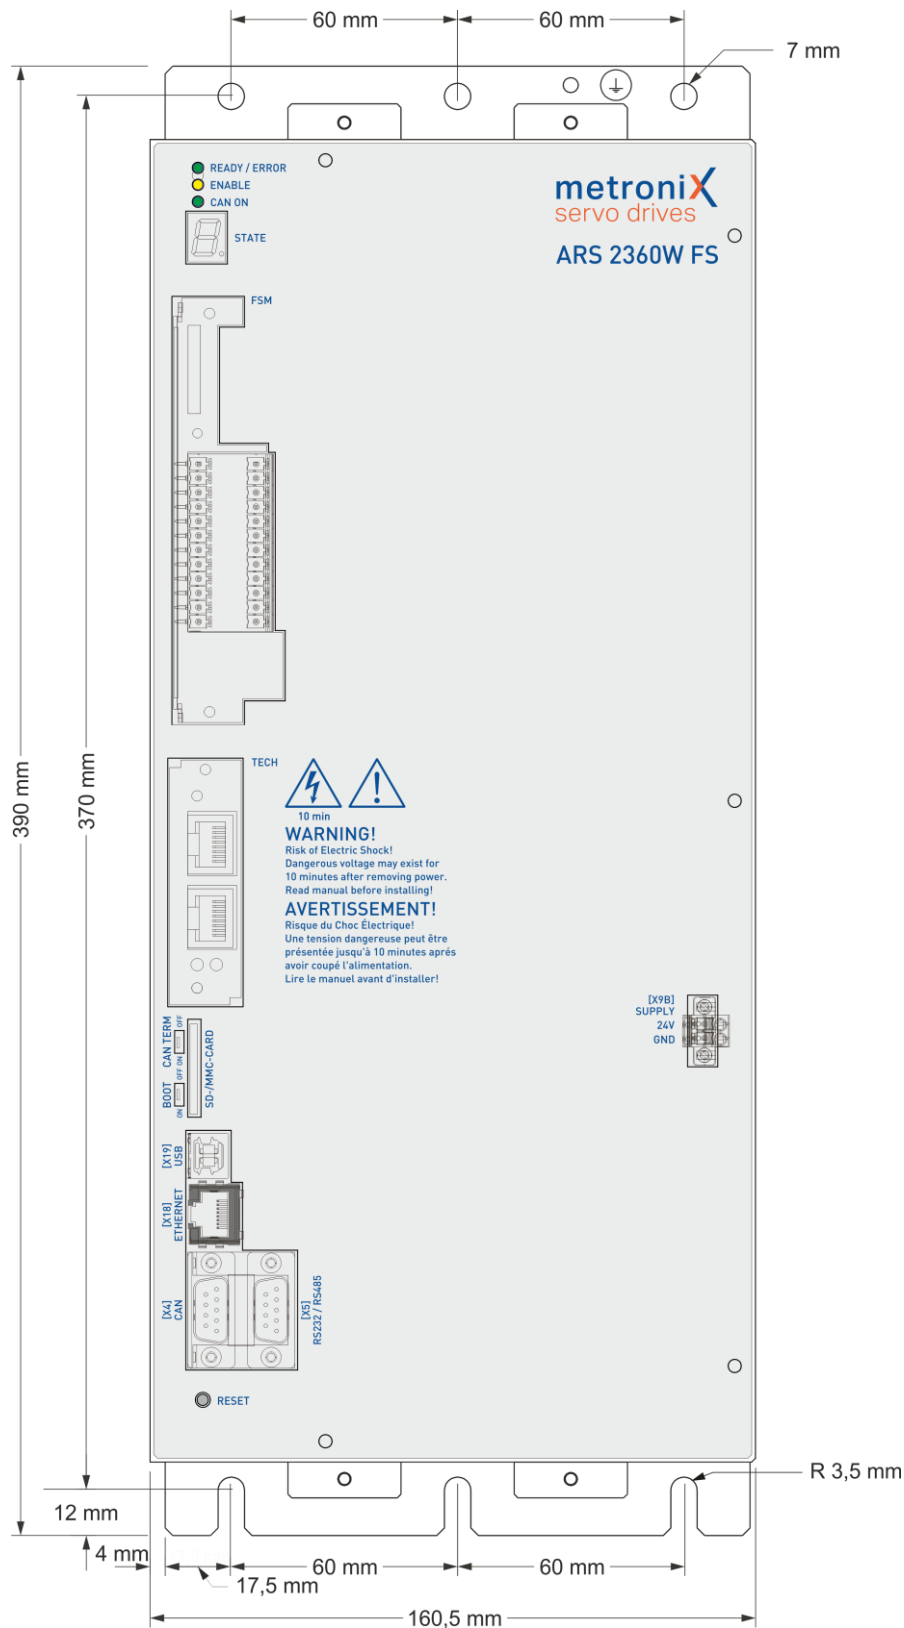 60 mm
60 mm
7 mm
READY / ERROR
ENABLE
CAN ON
STATE
metroniX
servo drives
ARS 2360W FS
FSM
390 mm
370 mm
TECH
10 min
WARNING!
Risk of Electric Shock!
Dangerous voltage may exist for
10 minutes after removing power.
Read manual before installing!
AVERTISSEMENT!
Risque du Choc Électrique!
Une tension dangereuse peut être
présentée jusqu'à 10 minutes aprés
avoir coupé l'alimentation.
Lire le manuel avant d'installer!
[X9B]
SUPPLY
24V
GND
CAN TERM
OFF
ON
BOOT
OFF
ON
SD-/MMC-CARD
[X19]
USB
[X18]
ETHERNET
[X4]
CAN
[X5]
RS232 / RS485
RESET
R 3,5 mm
12 mm
4 mm
17,5 mm
60 mm
60 mm
160,5 mm